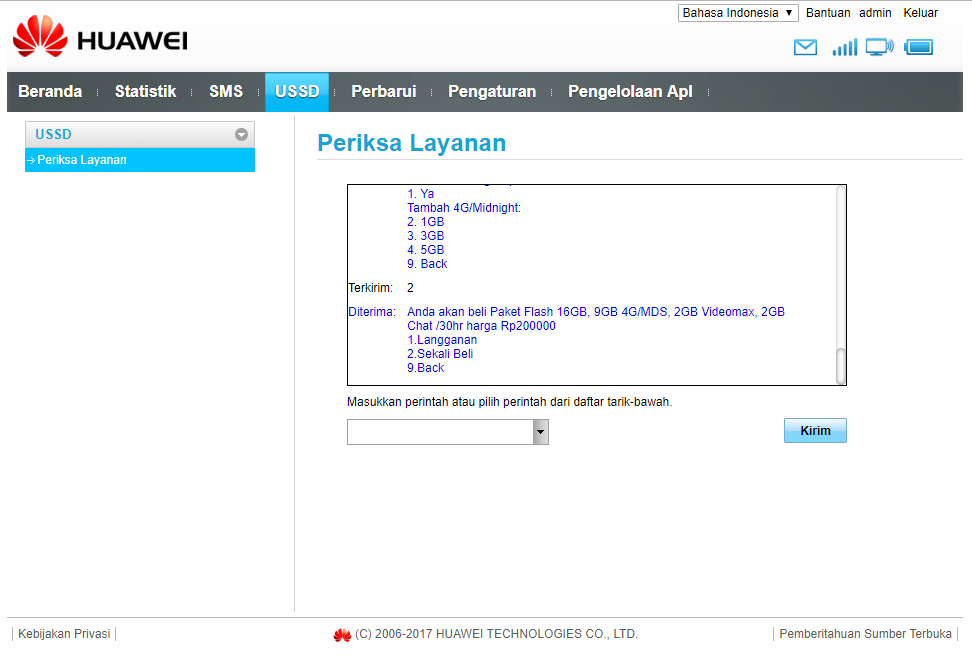 Bahasa Indonesia Bantuan admin Keluar
HUAWEI
Beranda Statistik SMS USSD Perbarui Pengaturan Pengelolaan Apl
USSD
Periksa Layanan
Periksa Layanan
1. Ya
Tambah 4G/Midnight:
2. 1GB
3. 3GB
4. 5GB
9. Back
Terkirim: 2
Diterima: Anda akan beli Paket Flash 16GB, 9GB 4G/MDS, 2GB Videomax, 2GB
Chat /30hr harga Rp200000
1.Langganan
2.Sekali Beli
9.Back
Masukkan perintah atau pilih perintah dari daftar tarik-bawah.
Kirim
Kebijakan Privasi (C) 2006-2017 HUAWEI TECHNOLOGIES CO., LTD. Pemberitahuan Sumber Terbuka